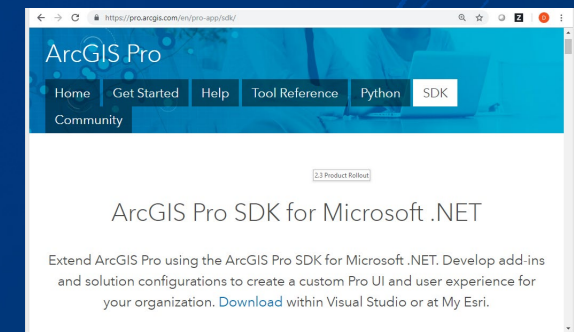 https://pro.arcgis.com/en/pro-app/sdk/
Z
ArcGIS Pro
Home Get Started Help Tool Reference Python SDK
Community
2.3 Product Rollout
ArcGIS Pro SDK for Microsoft .NET
Extend ArcGIS Pro using the ArcGIS Pro SDK for Microsoft .NET. Develop add-ins
and solution configurations to create a custom Pro UI and user experience for
your organization. Download within Visual Studio or at My Esri.